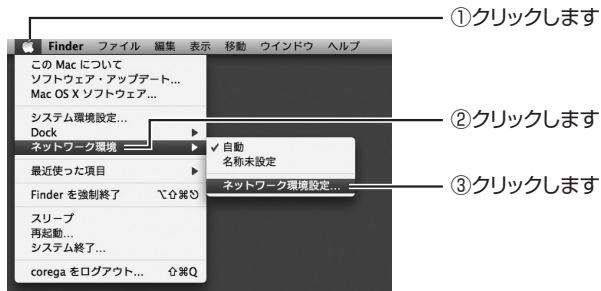 ①クリックします
Finder ファイル 編集 表示 移動 ウインドウ ヘルプ
この Mac について
ソフトウェア・アップデート...
Mac OS X ソフトウェア...
システム環境設定...
②クリックします
Dock ▶
ネットワーク環境 ▶
✓自動
名称未設定
最近使った項目 ▶
ネットワーク環境設定...
③クリックします
Finder を強制終了 ⌥⇧⌘⎋
スリープ
再起動...
システム終了...
corega をログアウト... ⇧⌘Q